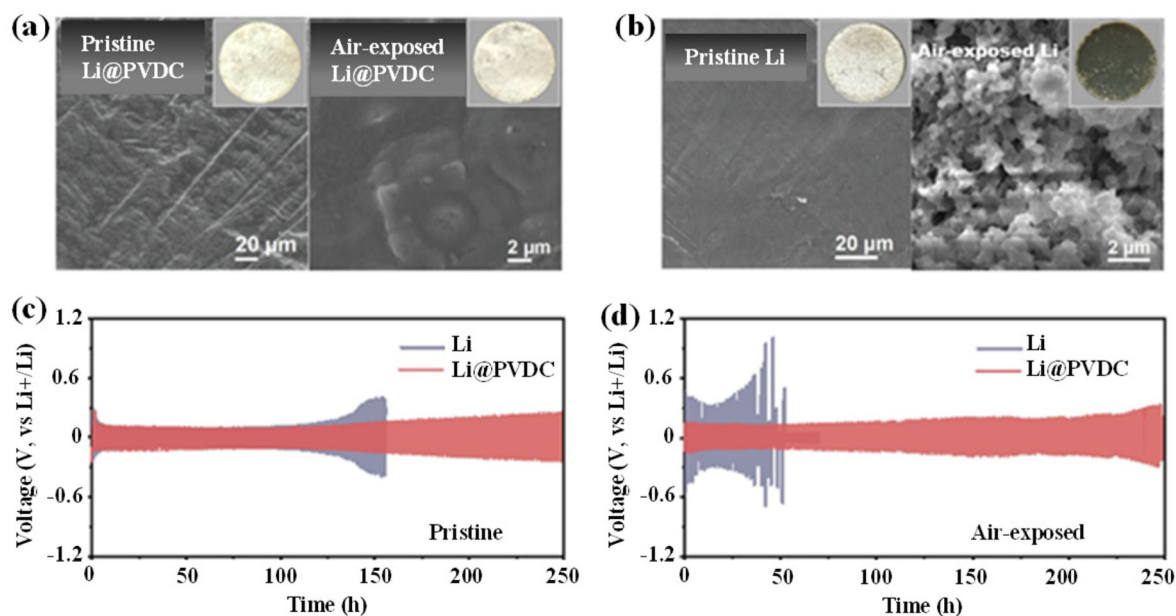 (a)
Pristine
Li@PVDC
20 μm
Air-exposed
Li@PVDC
2 μm
(b)
Pristine Li
20 μm
Air-exposed Li
2 μm
(c)
Voltage (V, vs Li+/Li)
1.2
0.6
0
-0.6
-1.2
Li
Li@PVDC
Pristine
0 50 100 150 200 250
Time (h)
(d)
Voltage (V, vs Li+/Li)
1.2
0.6
0
-0.6
-1.2
Li
Li@PVDC
Air-exposed
0 50 100 150 200 250
Time (h)